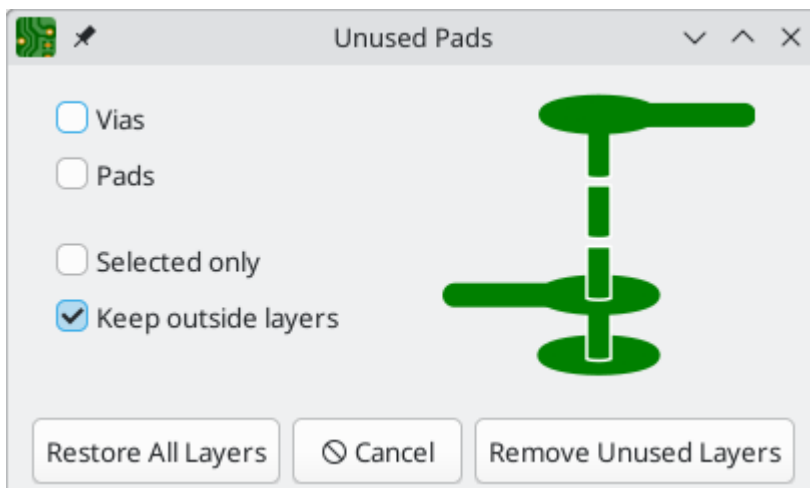 Unused Pads
Vias
Pads
Selected only
Keep outside layers
Restore All Layers
Cancel
Remove Unused Layers